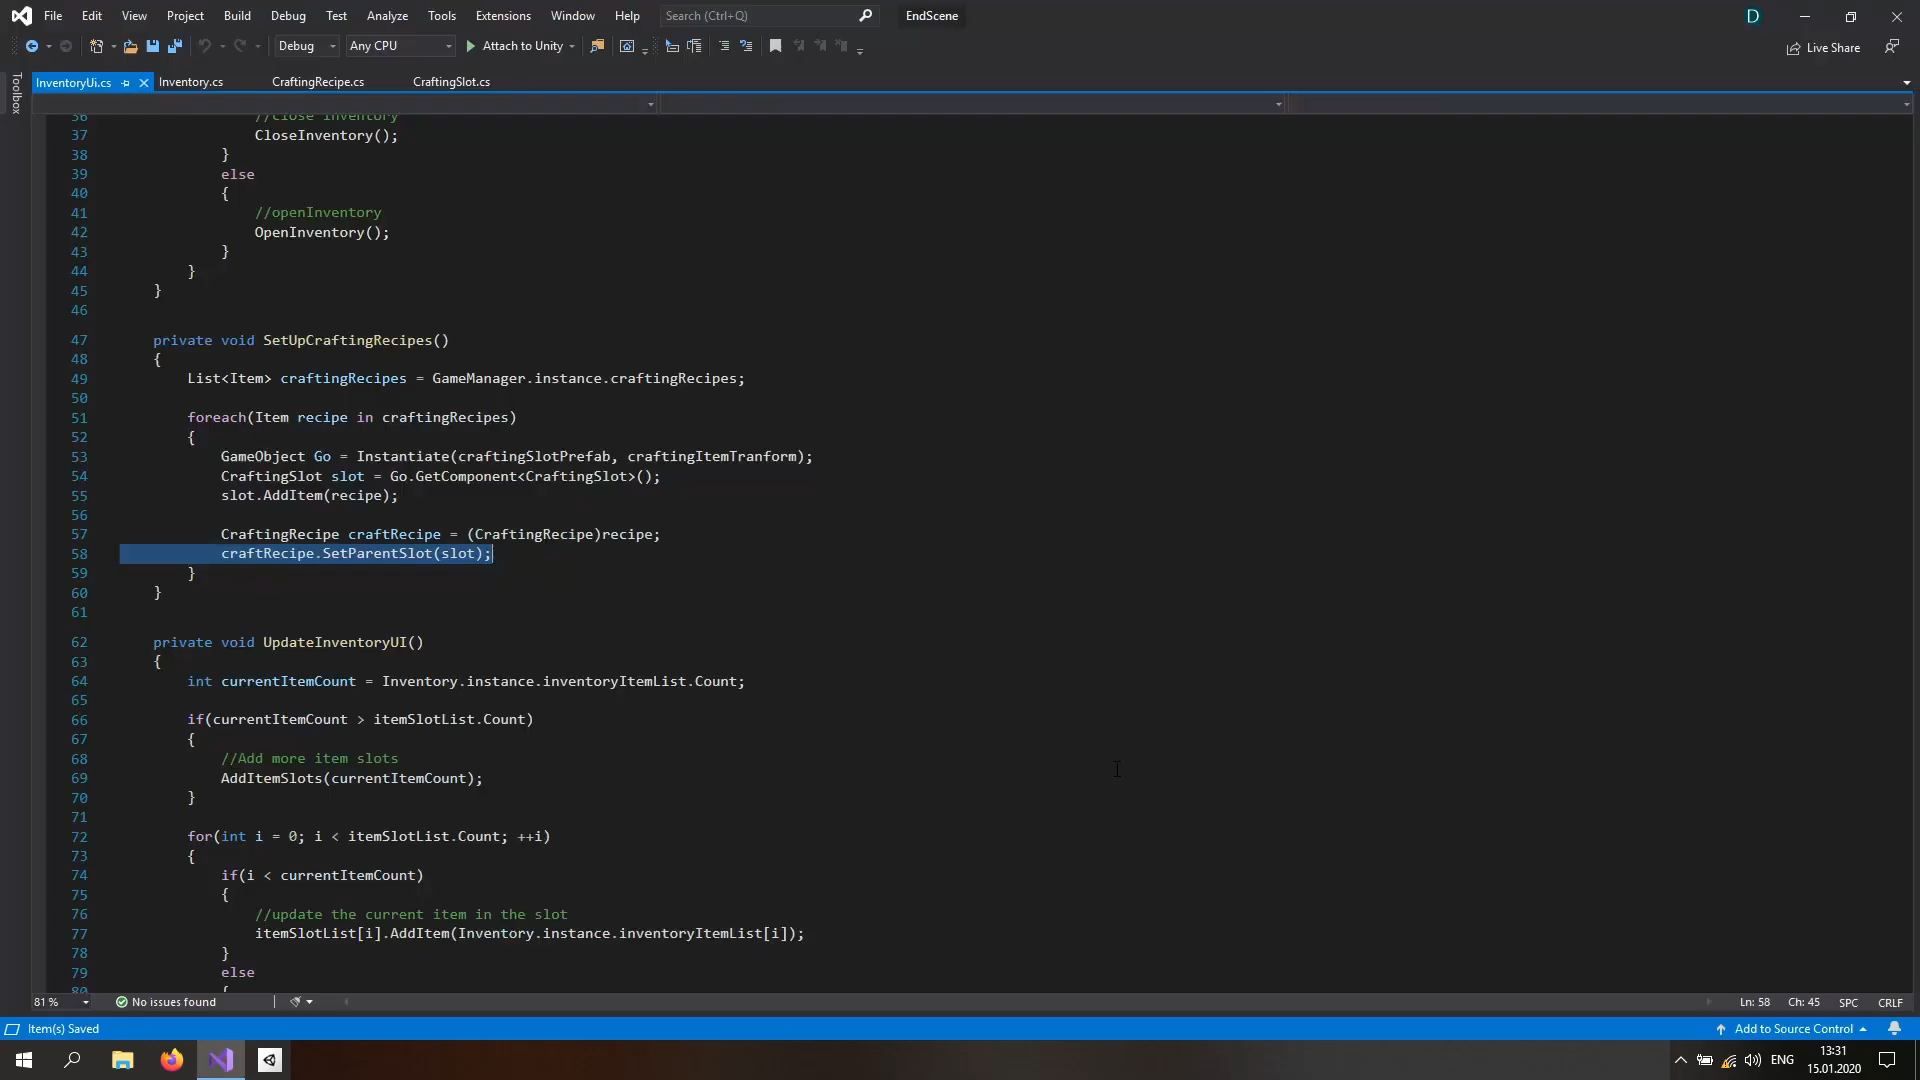 File Edit View Project Build Debug Test Analyze Tools Extensions Window Help Search (Ctrl+Q) EndScene D
Debug Any CPU Attach to Unity Live Share
Toolbox
InventoryUi.cs Inventory.cs CraftingRecipe.cs CraftingSlot.cs
36 //close inventory
37 CloseInventory();
38 }
39 else
40 {
41 //openInventory
42 OpenInventory();
43 }
44 }
45 }
46
47 private void SetUpCraftingRecipes()
48 {
49 List<Item> craftingRecipes = GameManager.instance.craftingRecipes;
50
51 foreach(Item recipe in craftingRecipes)
52 {
53 GameObject Go = Instantiate(craftingSlotPrefab, craftingItemTranform);
54 CraftingSlot slot = Go.GetComponent<CraftingSlot>();
55 slot.AddItem(recipe);
56
57 CraftingRecipe craftRecipe = (CraftingRecipe)recipe;
58 craftRecipe.SetParentSlot(slot);
59 }
60 }
61
62 private void UpdateInventoryUI()
63 {
64 int currentItemCount = Inventory.instance.inventoryItemList.Count;
65
66 if(currentItemCount > itemSlotList.Count)
67 {
68 //Add more item slots
69 AddItemSlots(currentItemCount);
70 }
71
72 for(int i = 0; i < itemSlotList.Count; ++i)
73 {
74 if(i < currentItemCount)
75 {
76 //update the current item in the slot
77 itemSlotList[i].AddItem(Inventory.instance.inventoryItemList[i]);
78 }
79 else
80 {
81 % No issues found Ln: 58 Ch: 45 SPC CRLF
Item(s) Saved Add to Source Control
ENG 13:31
15.01.2020